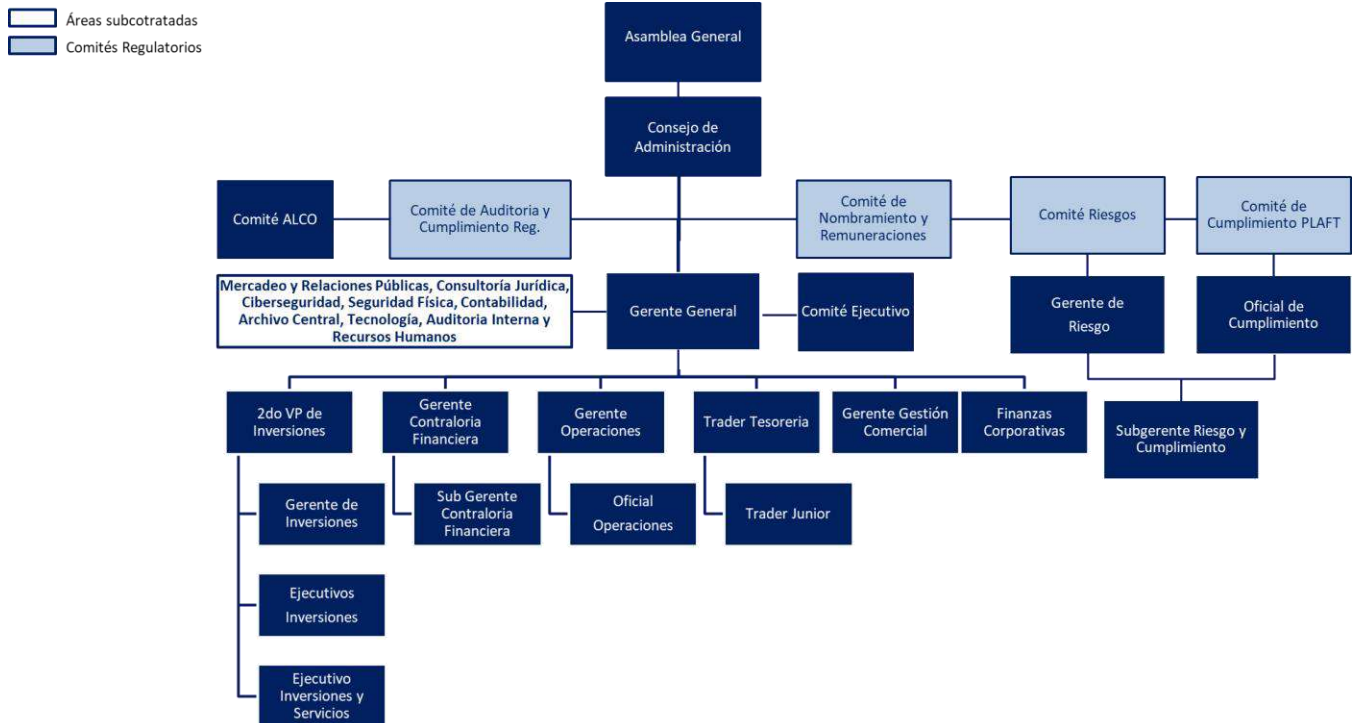 Áreas subcotratadas
Comités Regulatorios
Asamblea General
Consejo de
Administración
Comité ALCO
Comité de Auditoria y
Cumplimiento Reg.
Comité de
Nombramiento y
Remuneraciones
Comité Riesgos
Comité de
Cumplimiento PLAFT
Mercadeo y Relaciones Públicas, Consultoría Jurídica,
Ciberseguridad, Seguridad Física, Contabilidad,
Archivo Central, Tecnología, Auditoria Interna y
Recursos Humanos
Gerente General
Comité Ejecutivo
Gerente de
Riesgo
Oficial de
Cumplimiento
2do VP de
Inversiones
Gerente
Contraloria
Financiera
Gerente
Operaciones
Trader Tesoreria
Gerente Gestión
Comercial
Finanzas
Corporativas
Subgerente Riesgo y
Cumplimiento
Gerente de
Inversiones
Sub Gerente
Contraloria
Financiera
Oficial
Operaciones
Trader Junior
Ejecutivos
Inversiones
Ejecutivo
Inversiones y
Servicios